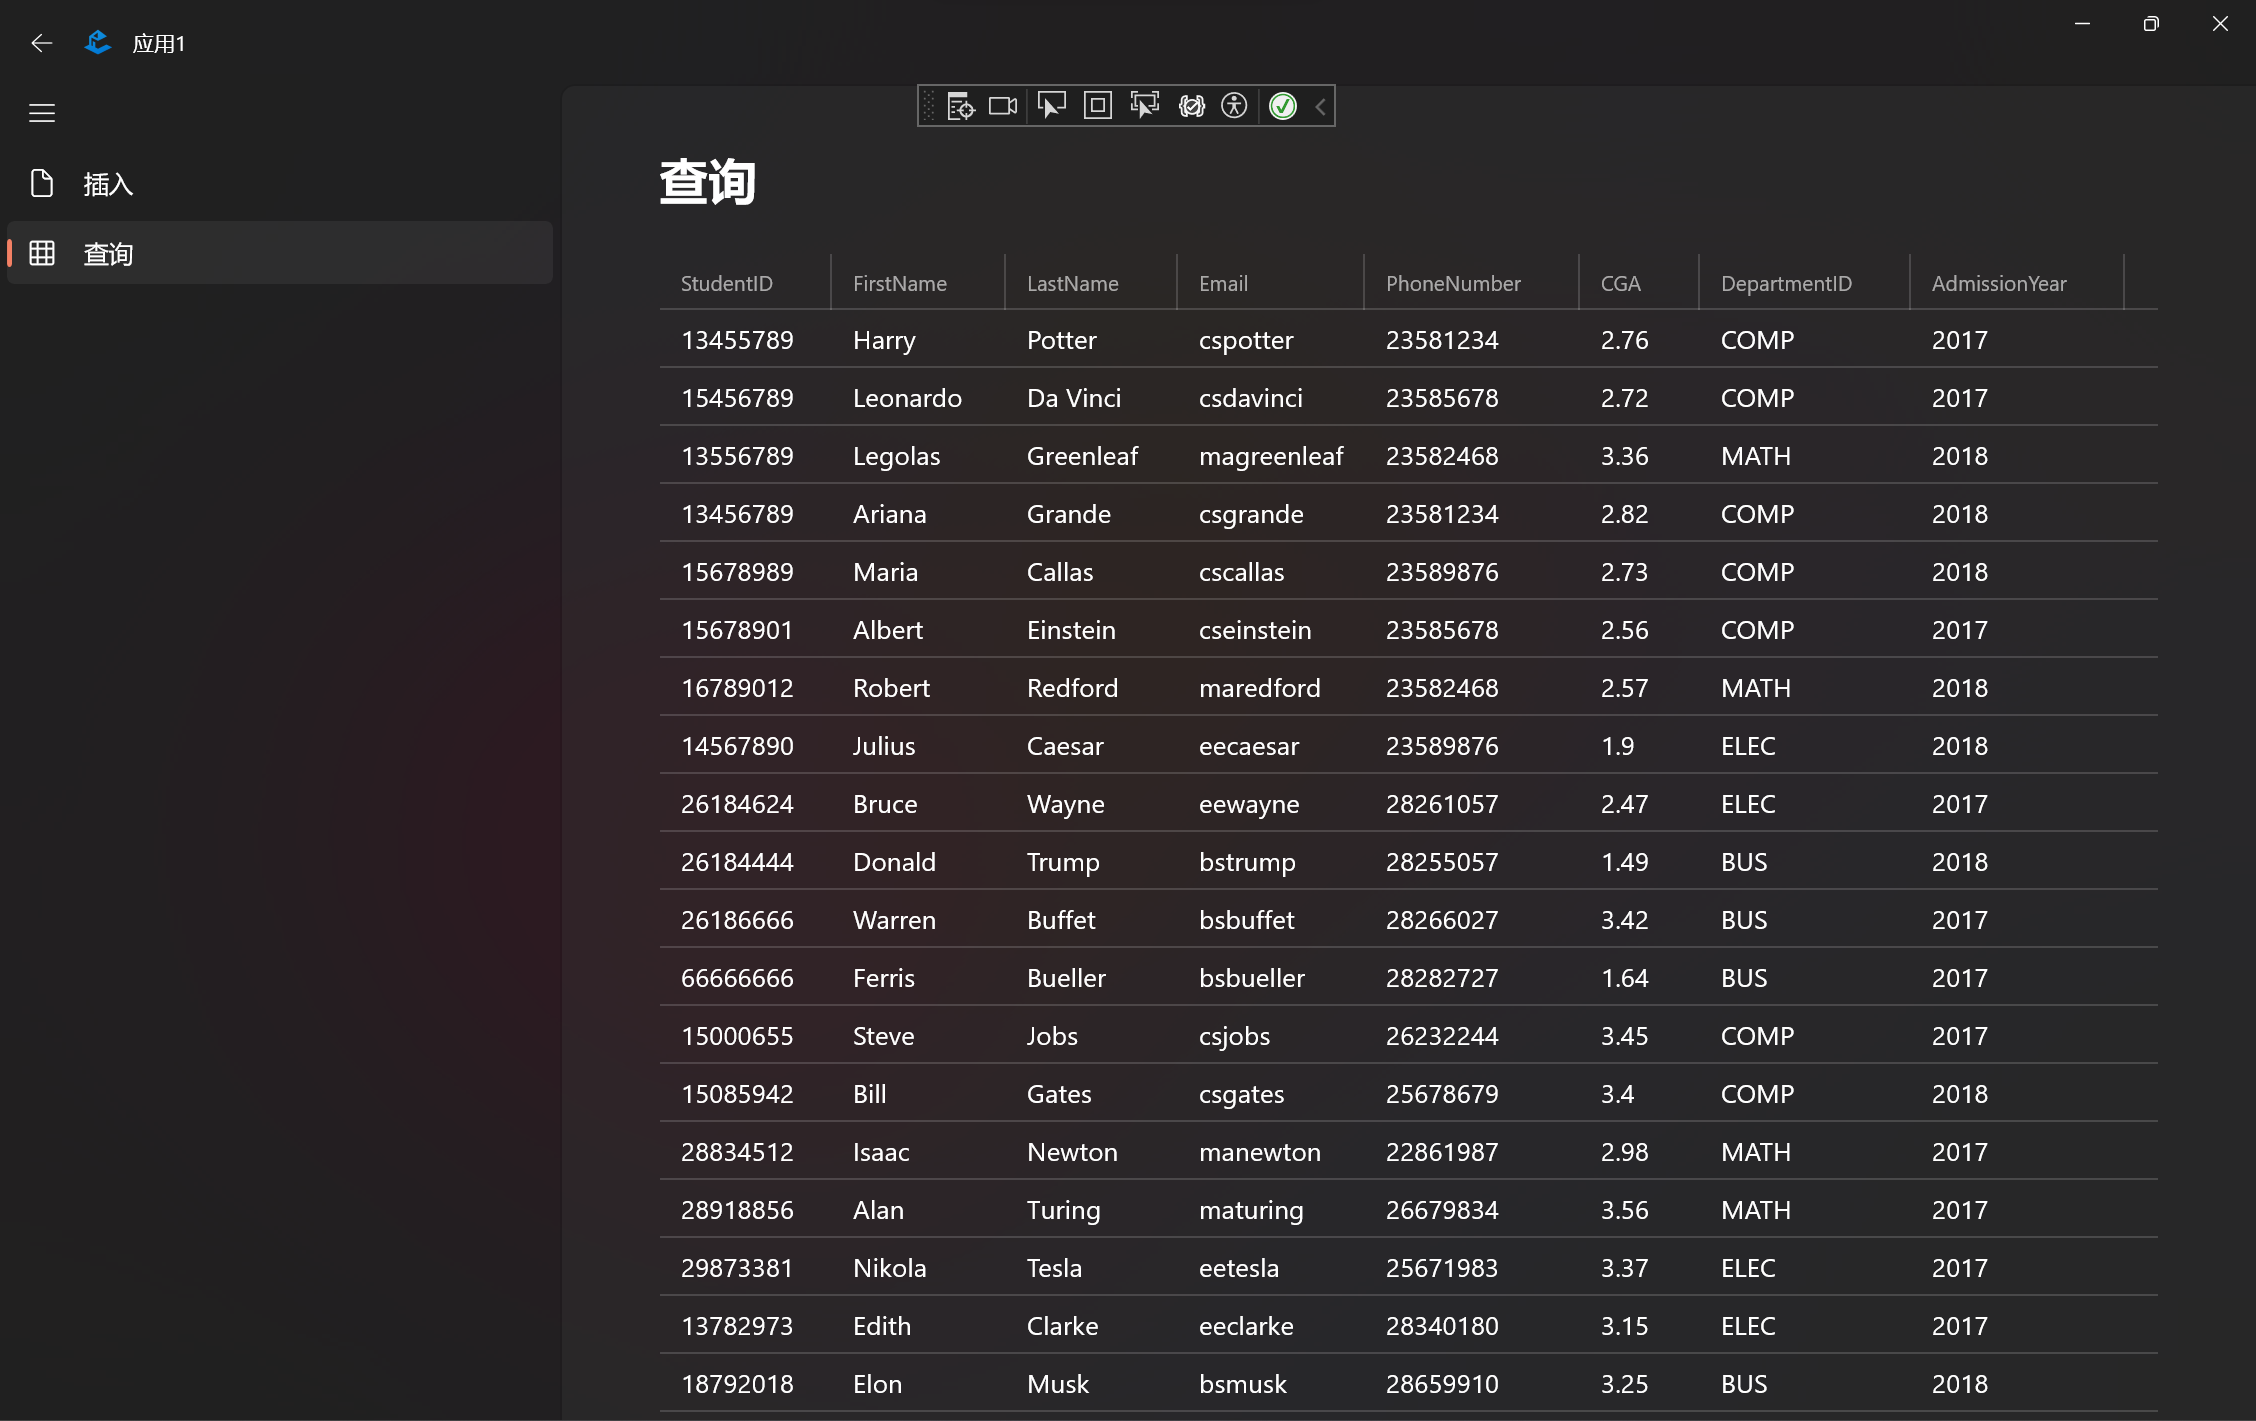 应用1
插入
查询
查询
StudentID FirstName LastName Email PhoneNumber CGA DepartmentID AdmissionYear
13455789 Harry Potter cspotter 23581234 2.76 COMP 2017
15456789 Leonardo Da Vinci csdavinci 23585678 2.72 COMP 2017
13556789 Legolas Greenleaf magreenleaf 23582468 3.36 MATH 2018
13456789 Ariana Grande csgrande 23581234 2.82 COMP 2018
15678989 Maria Callas cscallas 23589876 2.73 COMP 2018
15678901 Albert Einstein cseinstein 23585678 2.56 COMP 2017
16789012 Robert Redford maredford 23582468 2.57 MATH 2018
14567890 Julius Caesar eecaesar 23589876 1.9 ELEC 2018
26184624 Bruce Wayne eewayne 28261057 2.47 ELEC 2017
26184444 Donald Trump bstrump 28255057 1.49 BUS 2018
26186666 Warren Buffet bsbuffet 28266027 3.42 BUS 2017
66666666 Ferris Bueller bsbueller 28282727 1.64 BUS 2017
15000655 Steve Jobs csjobs 26232244 3.45 COMP 2017
15085942 Bill Gates csgates 25678679 3.4 COMP 2018
28834512 Isaac Newton manewton 22861987 2.98 MATH 2017
28918856 Alan Turing maturing 26679834 3.56 MATH 2017
29873381 Nikola Tesla eetesla 25671983 3.37 ELEC 2017
13782973 Edith Clarke eeclarke 28340180 3.15 ELEC 2017
18792018 Elon Musk bsmusk 28659910 3.25 BUS 2018